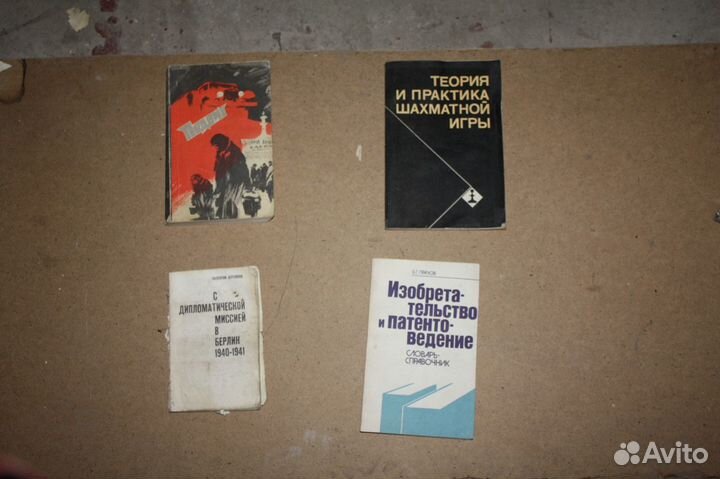 ТЕОРИЯ
И ПРАКТИКА
ШАХМАТНОЙ
ИГРЫ
С
ДИПЛОМАТИЧЕСКОЙ
МИССИЕЙ
В
БЕРЛИН
1940-1941
Изобрета-
тельство
и патенто-
ведение
СЛОВАРЬ-
СПРАВОЧНИК
Avito